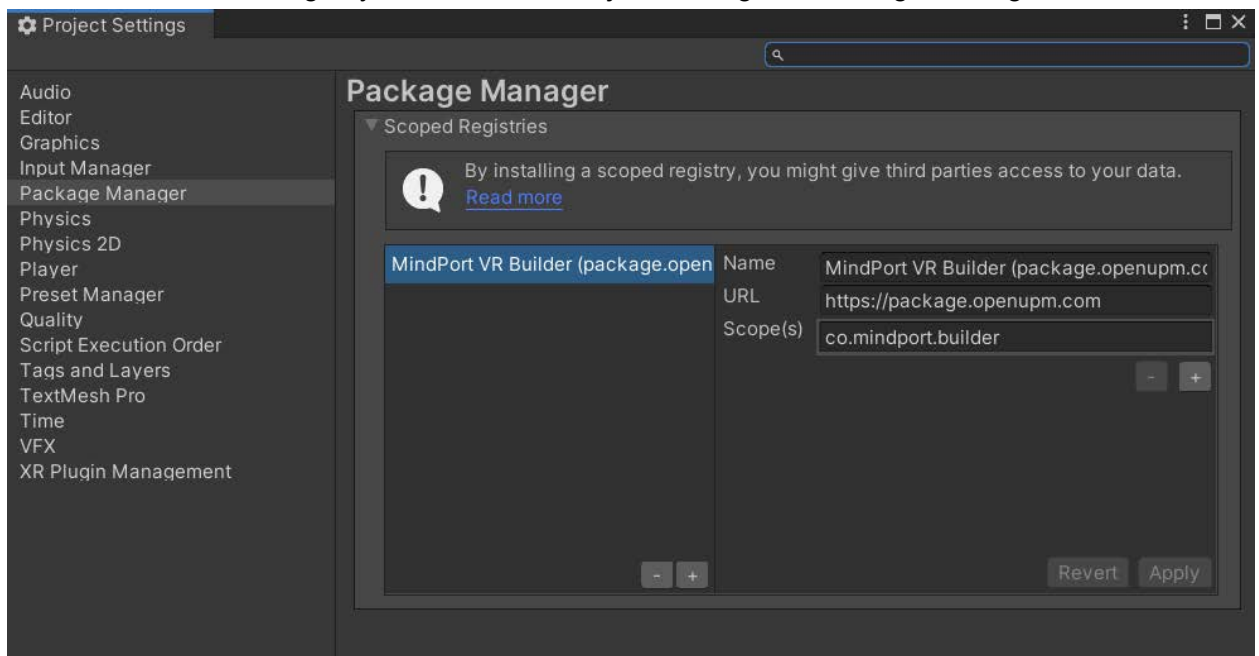 Project Settings
Audio
Editor
Graphics
Input Manager
Package Manager
Physics
Physics 2D
Player
Preset Manager
Quality
Script Execution Order
Tags and Layers
TextMesh Pro
Time
VFX
XR Plugin Management
Package Manager
Scoped Registries
By installing a scoped registry, you might give third parties access to your data.
Read more
MindPort VR Builder (package.open
Name MindPort VR Builder (package.openupm.co
URL https://package.openupm.com
Scope(s) co.mindport.builder
- +
- +
Revert Apply